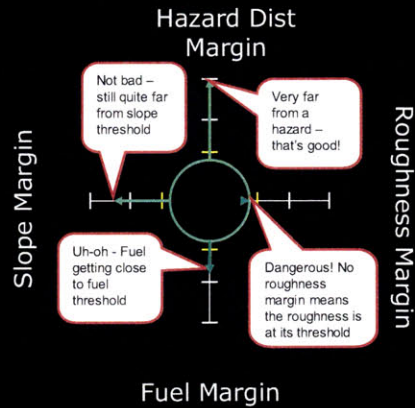 Hazard Dist
Margin
Not bad –
still quite far
from slope
threshold
Very far
from a
hazard –
that's good!
Slope Margin
Roughness Margin
Uh-oh - Fuel
getting close
to fuel
threshold
Dangerous! No
roughness
margin means
the roughness is
at its threshold
Fuel Margin